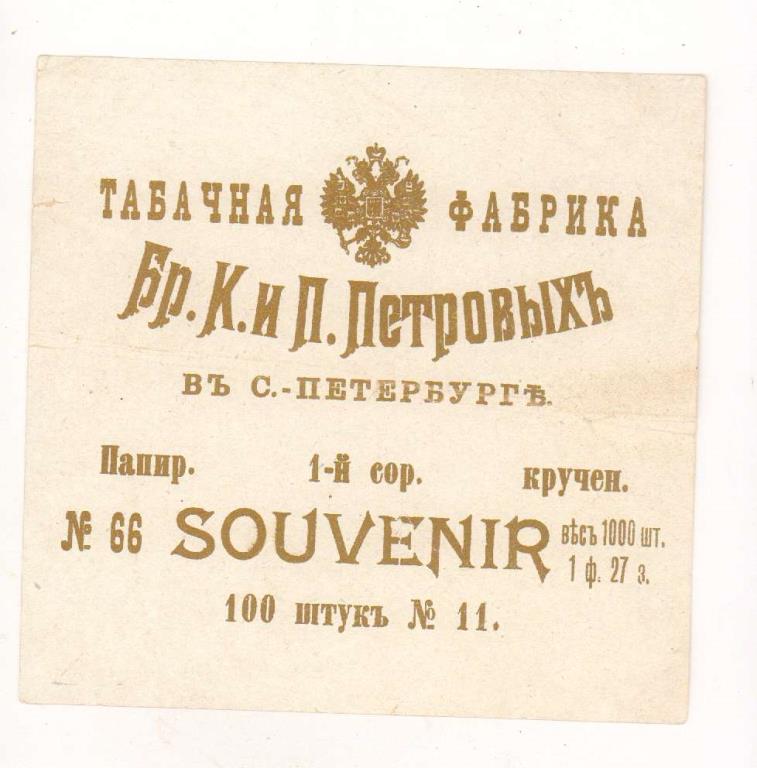 ТАБАЧНАЯ ФАБРИКА
Бр. К. и П. Петровыхъ
ВЪ С.-ПЕТЕРБУРГѢ.
Папир. 1-й сор. кручен.
№ 66 SOUVENIR вѣсъ 1000 шт.
1 ф. 27 з.
100 штукъ № 11.